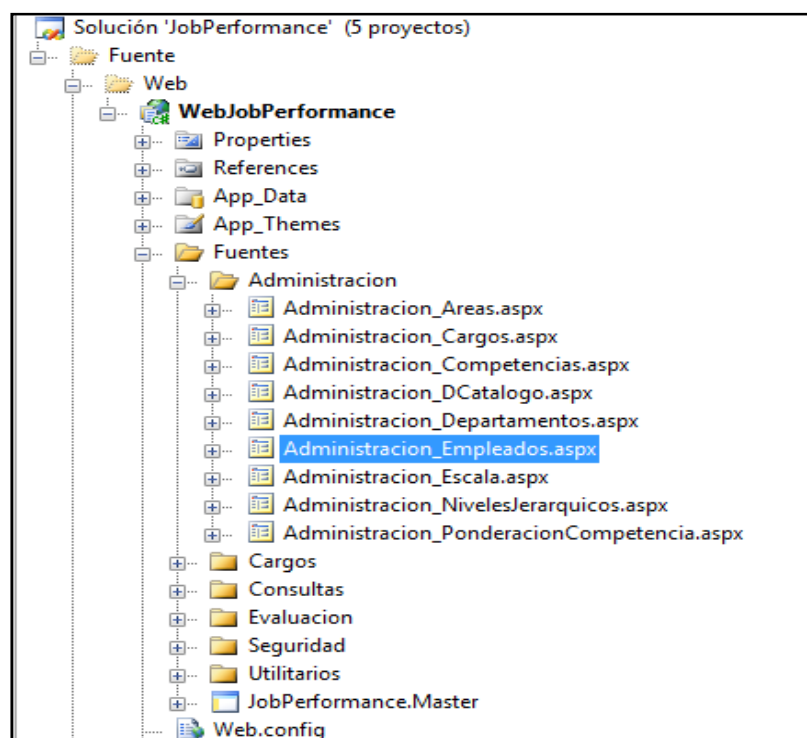 Solución 'JobPerformance' (5 proyectos)
Fuente
Web
WebJobPerformance
Properties
References
App_Data
App_Themes
Fuentes
Administracion
Administracion_Areas.aspx
Administracion_Cargos.aspx
Administracion_Competencias.aspx
Administracion_DCatalogo.aspx
Administracion_Departamentos.aspx
Administracion_Empleados.aspx
Administracion_Escala.aspx
Administracion_NivelesJerarquicos.aspx
Administracion_PonderacionCompetencia.aspx
Cargos
Consultas
Evaluacion
Seguridad
Utilitarios
JobPerformance.Master
Web.config